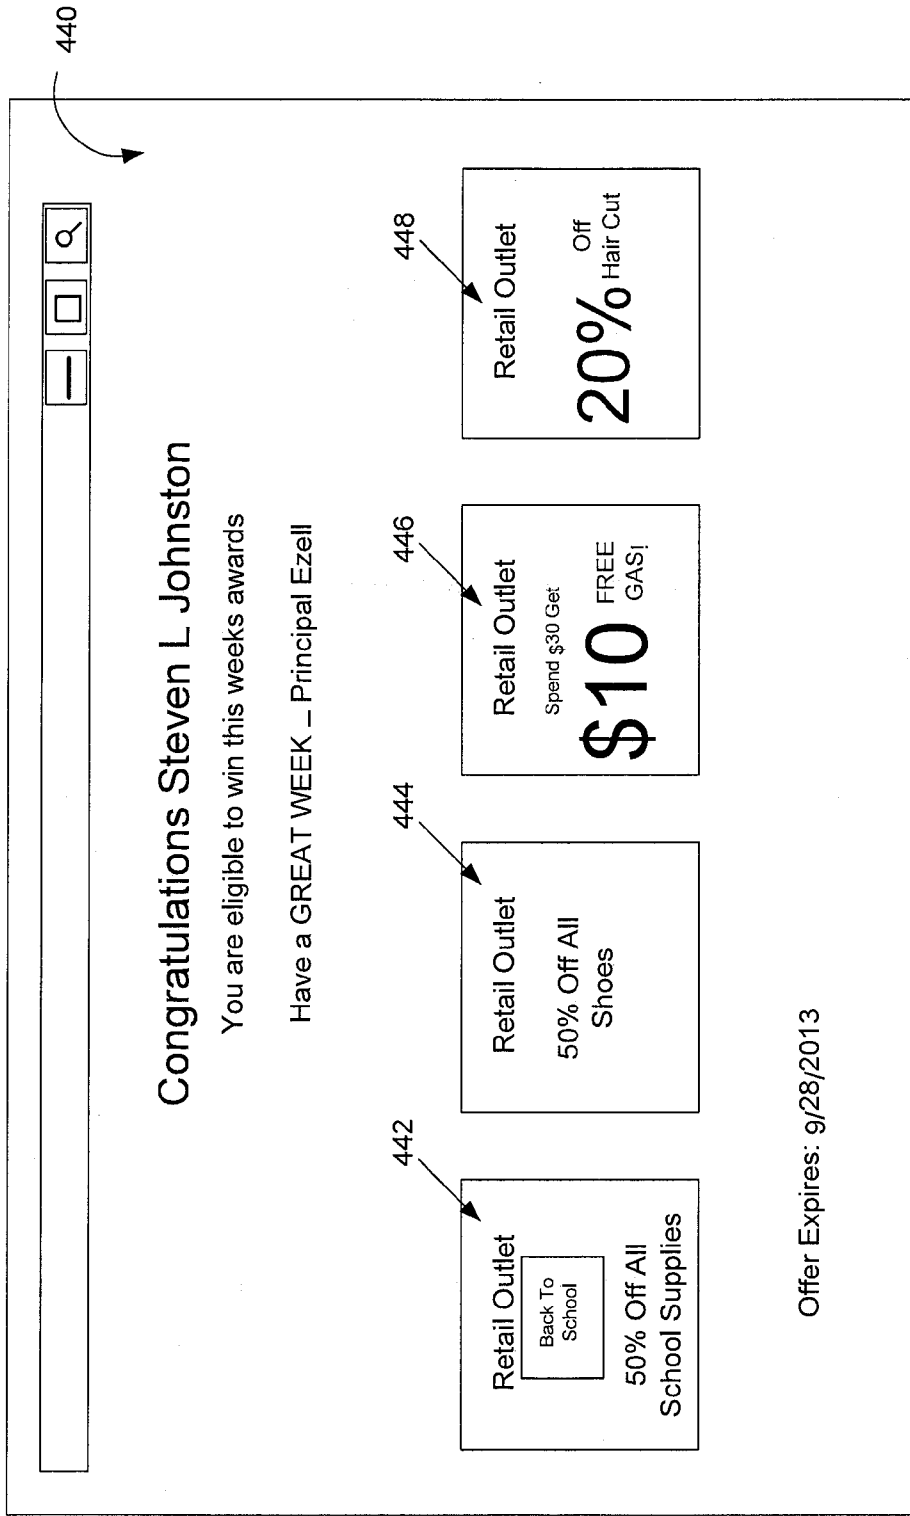 440
Congratulations Steven L Johnston
You are eligible to win this weeks awards
Have a GREAT WEEK _ Principal Ezell
442
Retail Outlet
Back To
School
50% Off All
School Supplies
444
Retail Outlet
50% Off All
Shoes
446
Retail Outlet
Spend $30 Get
$10 FREE
GAS!
448
Retail Outlet
20% Off
Hair Cut
Offer Expires: 9/28/2013